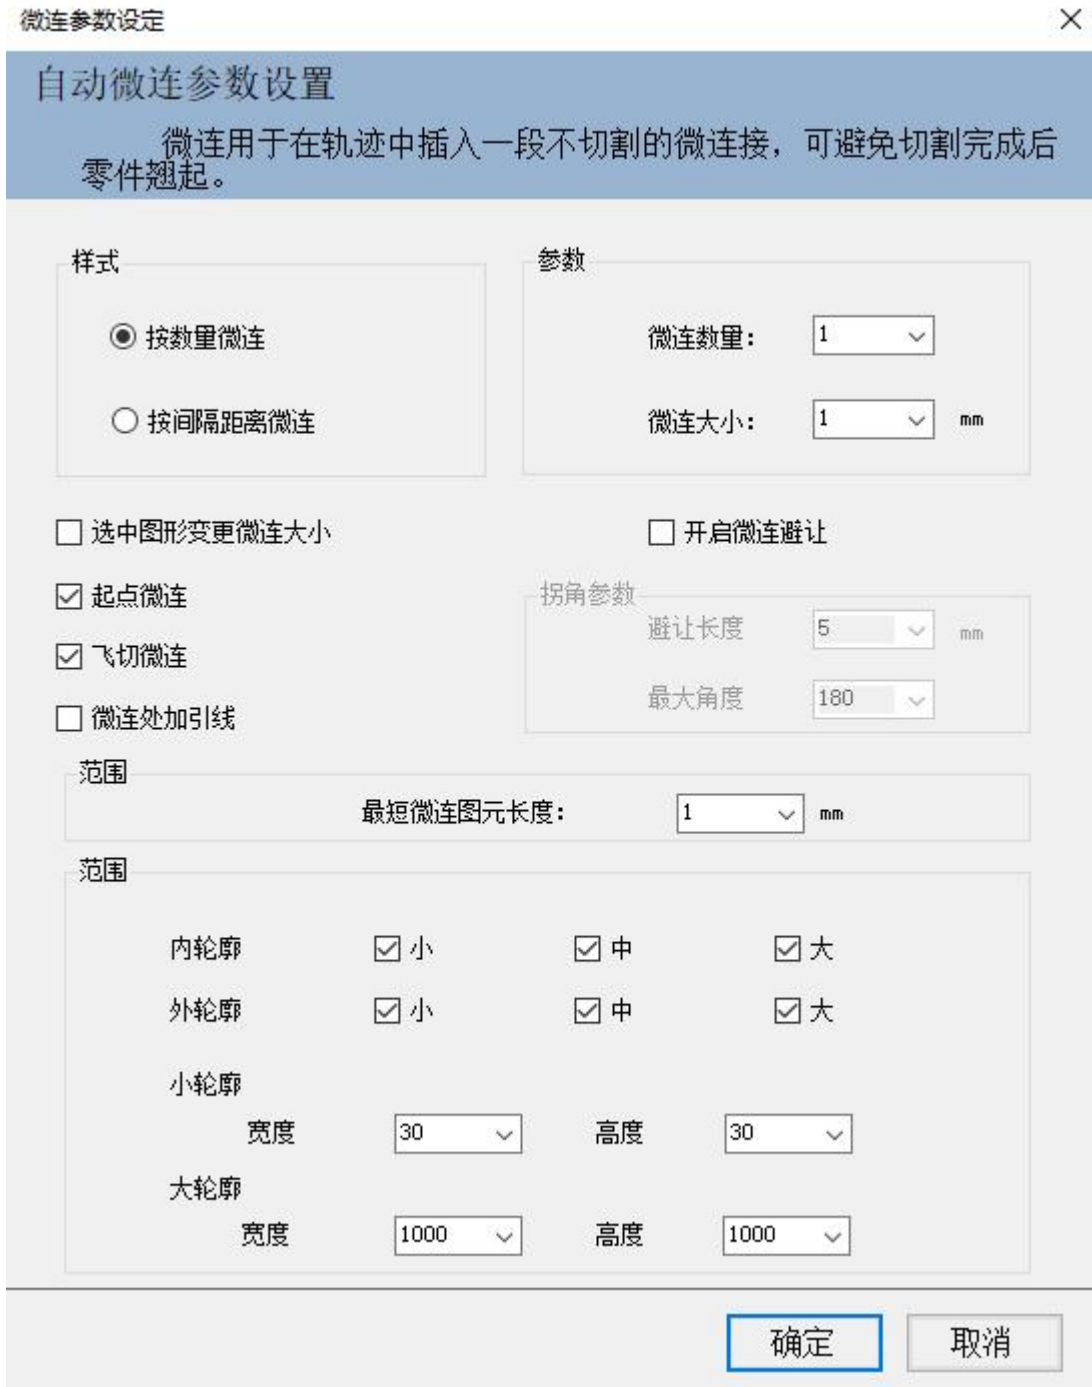 微连参数设定
自动微连参数设置
微连用于在轨迹中插入一段不切割的微连接，可避免切割完成后
零件翘起。
样式
参数
按数量微连
微连数量： 1
按间隔距离微连
微连大小： 1 mm
选中图形变更微连大小
开启微连避让
起点微连
拐角参数
避让长度 5 mm
飞切微连
最大角度 180
微连处加引线
范围
最短微连图元长度： 1 mm
范围
内轮廓 小 中 大
外轮廓 小 中 大
小轮廓
宽度 30 高度 30
大轮廓
宽度 1000 高度 1000
确定 取消